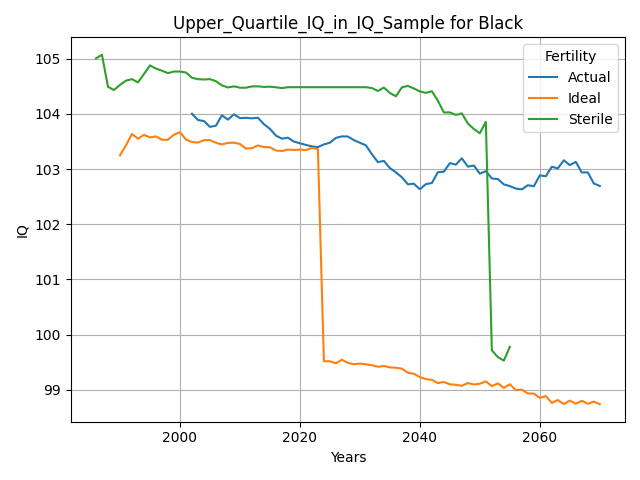 Upper_Quartile_IQ_in_IQ_Sample for Black
105
104
103
102
101
100
99
IQ
Fertility
Actual
Ideal
Sterile
2000
2020
2040
2060
Years